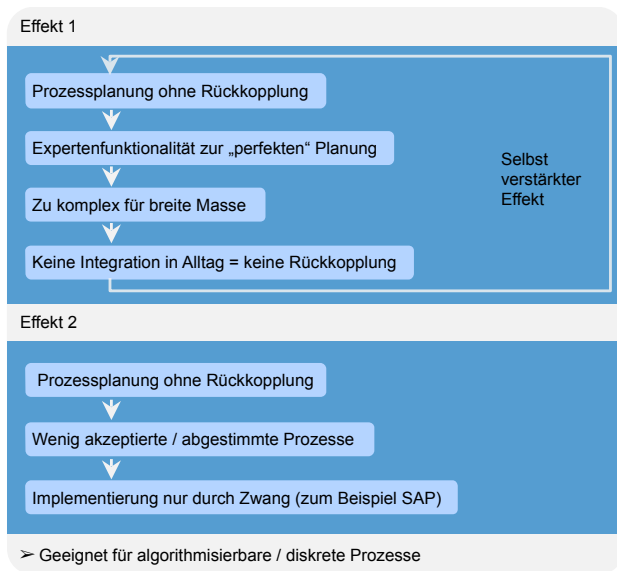 Effekt 1
Prozessplanung ohne Rückkopplung
Expertenfunktionalität zur „perfekten“ Planung
Zu komplex für breite Masse
Keine Integration in Alltag = keine Rückkopplung
Selbst
verstärkter
Effekt
Effekt 2
Prozessplanung ohne Rückkopplung
Wenig akzeptierte / abgestimmte Prozesse
Implementierung nur durch Zwang (zum Beispiel SAP)
➢ Geeignet für algorithmisierbare / diskrete Prozesse